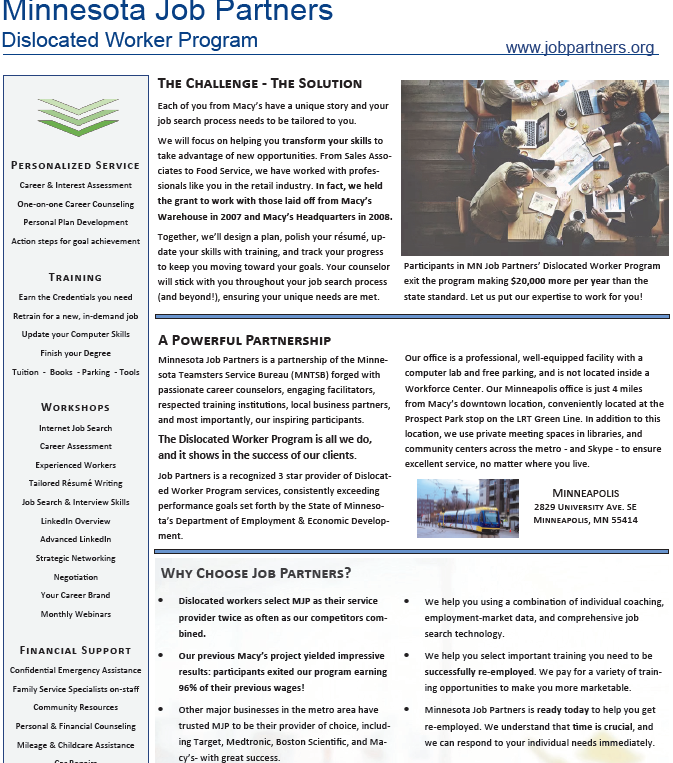 Minnesota Job Partners
Dislocated Worker Program
www.jobpartners.org
PERSONALIZED SERVICE
Career & Interest Assessment
One-on-one Career Counseling
Personal Plan Development
Action steps for goal achievement
TRAINING
Earn the Credentials you need
Retrain for a new, in-demand job
Update your Computer Skills
Finish your Degree
Tuition - Books - Parking - Tools
WORKSHOPS
Internet Job Search
Career Assessment
Experienced Workers
Tailored Résumé Writing
Job Search & Interview Skills
LinkedIn Overview
Advanced LinkedIn
Strategic Networking
Negotiation
Your Career Brand
Monthly Webinars
FINANCIAL SUPPORT
Confidential Emergency Assistance
Family Service Specialists on-staff
Community Resources
Personal & Financial Counseling
Mileage & Childcare Assistance
Car Repairs
THE CHALLENGE - THE SOLUTION
Each of you from Macy's have a unique story and your
job search process needs to be tailored to you.
We will focus on helping you transform your skills to
take advantage of new opportunities. From Sales Asso-
ciates to Food Service, we have worked with profes-
sionals like you in the retail industry. In fact, we held
the grant to work with those laid off from Macy's
Warehouse in 2007 and Macy's Headquarters in 2008.
Together, we'll design a plan, polish your résumé, up-
date your skills with training, and track your progress
to keep you moving toward your goals. Your counselor
will stick with you throughout your job search process
(and beyond!), ensuring your unique needs are met.
Participants in MN Job Partners' Dislocated Worker Program
exit the program making $20,000 more per year than the
state standard. Let us put our expertise to work for you!
A POWERFUL PARTNERSHIP
Minnesota Job Partners is a partnership of the Minne-
sota Teamsters Service Bureau (MNTSB) forged with
passionate career counselors, engaging facilitators,
respected training institutions, local business partners,
and most importantly, our inspiring participants.
The Dislocated Worker Program is all we do,
and it shows in the success of our clients.
Job Partners is a recognized 3 star provider of Dislocat-
ed Worker Program services, consistently exceeding
performance goals set forth by the State of Minneso-
ta's Department of Employment & Economic Develop-
ment.
Our office is a professional, well-equipped facility with a
computer lab and free parking, and is not located inside a
Workforce Center. Our Minneapolis office is just 4 miles
from Macy's downtown location, conveniently located at the
Prospect Park stop on the LRT Green Line. In addition to this
location, we use private meeting spaces in libraries, and
community centers across the metro - and Skype - to ensure
excellent service, no matter where you live.
MINNEAPOLIS
2829 UNIVERSITY AVE. SE
MINNEAPOLIS, MN 55414
WHY CHOOSE JOB PARTNERS?
• Dislocated workers select MJP as their service
provider twice as often as our competitors com-
bined.
• Our previous Macy's project yielded impressive
results: participants exited our program earning
96% of their previous wages!
• Other major businesses in the metro area have
trusted MJP to be their provider of choice, includ-
ing Target, Medtronic, Boston Scientific, and Ma-
cy's- with great success.
• We help you using a combination of individual coaching,
employment-market data, and comprehensive job
search technology.
• We help you select important training you need to be
successfully re-employed. We pay for a variety of train-
ing opportunities to make you more marketable.
• Minnesota Job Partners is ready today to help you get
re-employed. We understand that time is crucial, and
we can respond to your individual needs immediately.